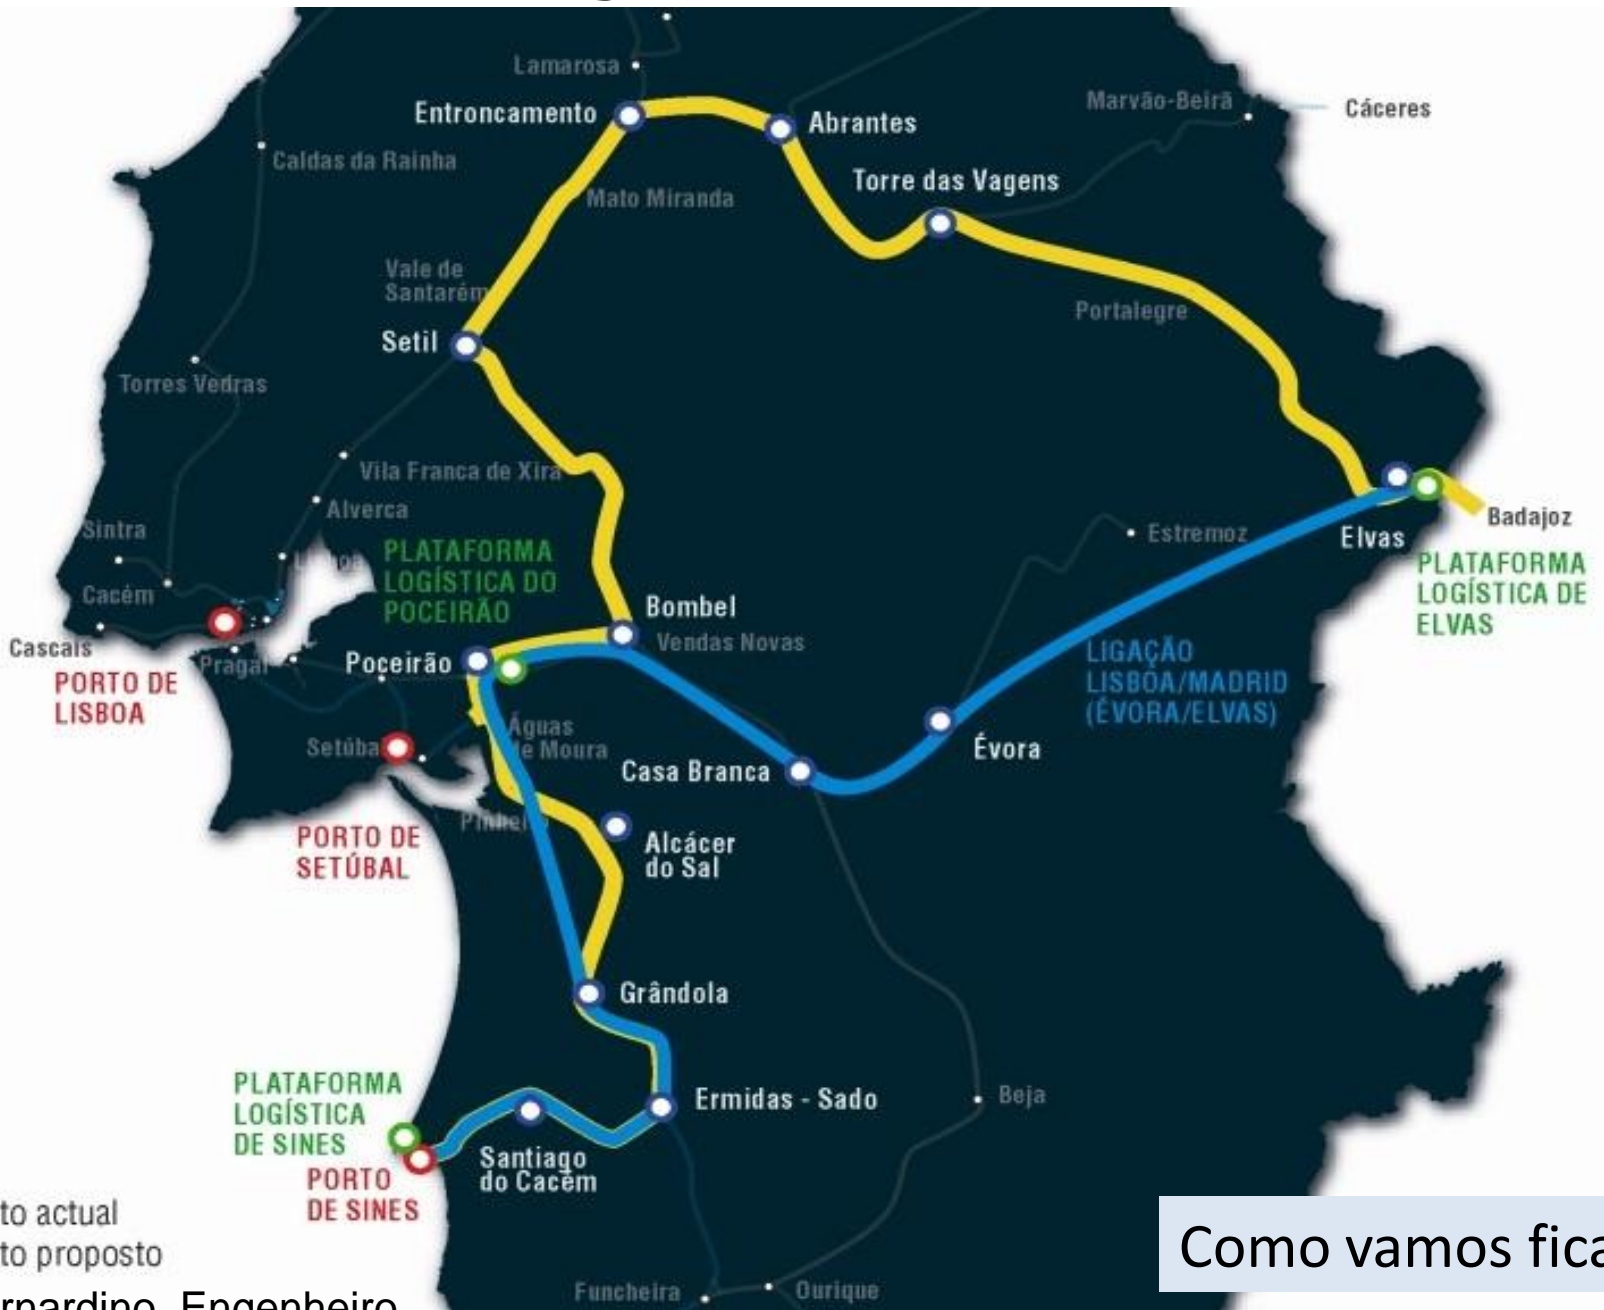 Lamarosa
Entroncamento
Abrantes
Marvão-Beirã
Cáceres
Caldas da Rainha
Mato Miranda
Torre das Vagens
Vale de
Santarém
Portalegre
Setil
Torres Vedras
Vila Franca de Xira
Alverca
Sintra
Estremoz
Elvas
Badajoz
PLATAFORMA
LOGÍSTICA DO
POCEIRÃO
PLATAFORMA
LOGÍSTICA DE
ELVAS
Cacém
Bombel
Vendas Novas
Cascais
Pragal
Poceirão
LIGAÇÃO
LISBOA/MADRID
(ÉVORA/ELVAS)
PORTO DE
LISBOA
Águas
de Moura
Setúba
Casa Branca
Évora
Pinheiro
PORTO DE
SETÚBAL
Alcácer
do Sal
Grândola
PLATAFORMA
LOGÍSTICA
DE SINES
Ermidas - Sado
Beja
Santiago
do Cacém
PORTO
DE SINES
to actual
to proposto
Como vamos fica
Funcheira
Ourique
rnardino, Engenheiro